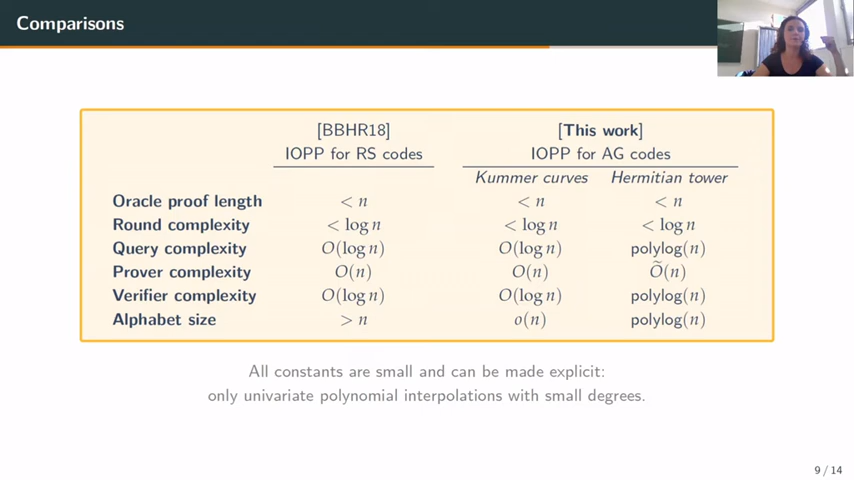 Comparisons
[BBHR18] [This work]
IOPP for RS codes IOPP for AG codes
Kummer curves Hermitian tower
Oracle proof length < n < n < n
Round complexity < log n < log n < log n
Query complexity O(log n) O(log n) polylog(n)
Prover complexity O(n) O(n) Õ(n)
Verifier complexity O(log n) O(log n) polylog(n)
Alphabet size > n o(n) polylog(n)
All constants are small and can be made explicit:
only univariate polynomial interpolations with small degrees.
9 / 14